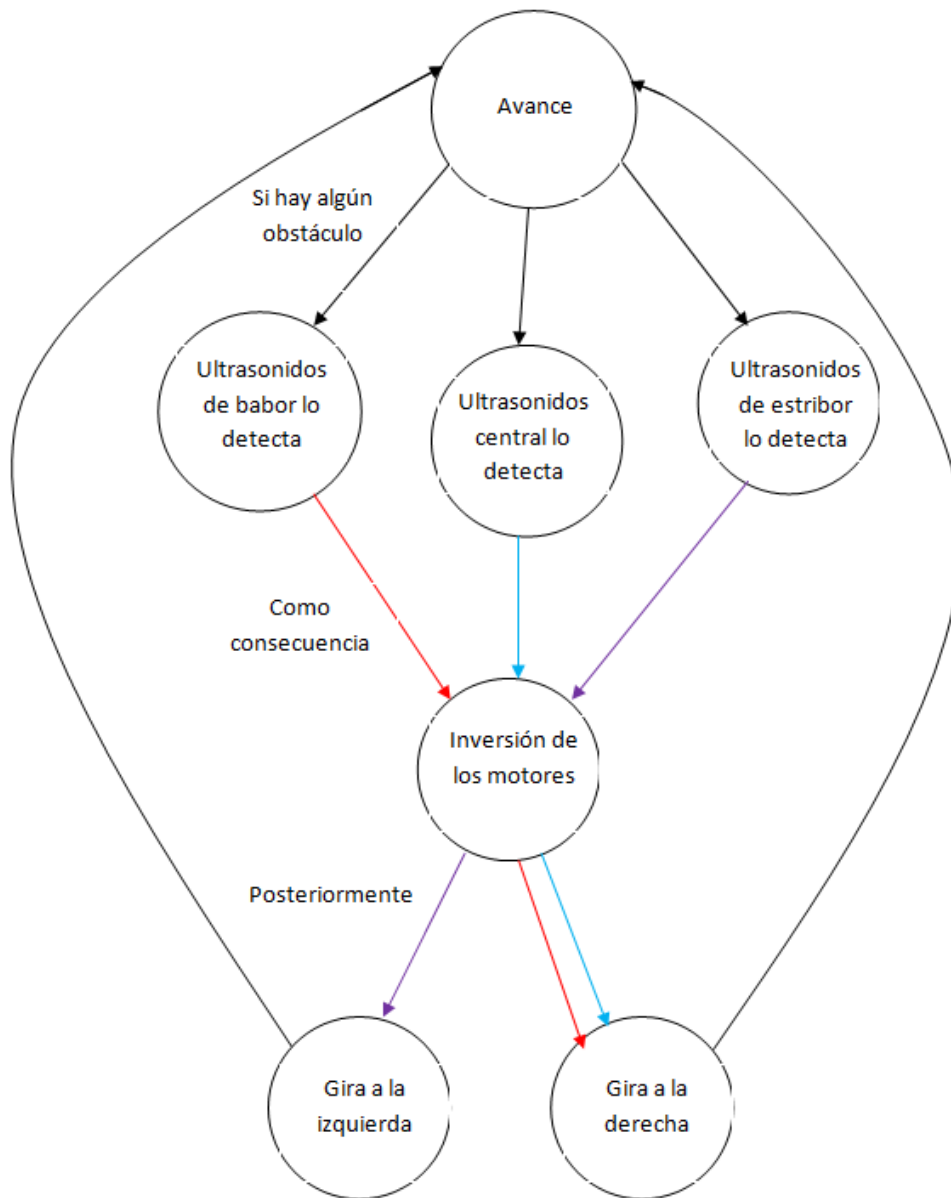 Avance
Si hay algún
obstáculo
Ultrasonidos
de babor lo
detecta
Ultrasonidos
central lo
detecta
Ultrasonidos
de estribor
lo detecta
Como
consecuencia
Inversión de
los motores
Posteriormente
Gira a la
izquierda
Gira a la
derecha